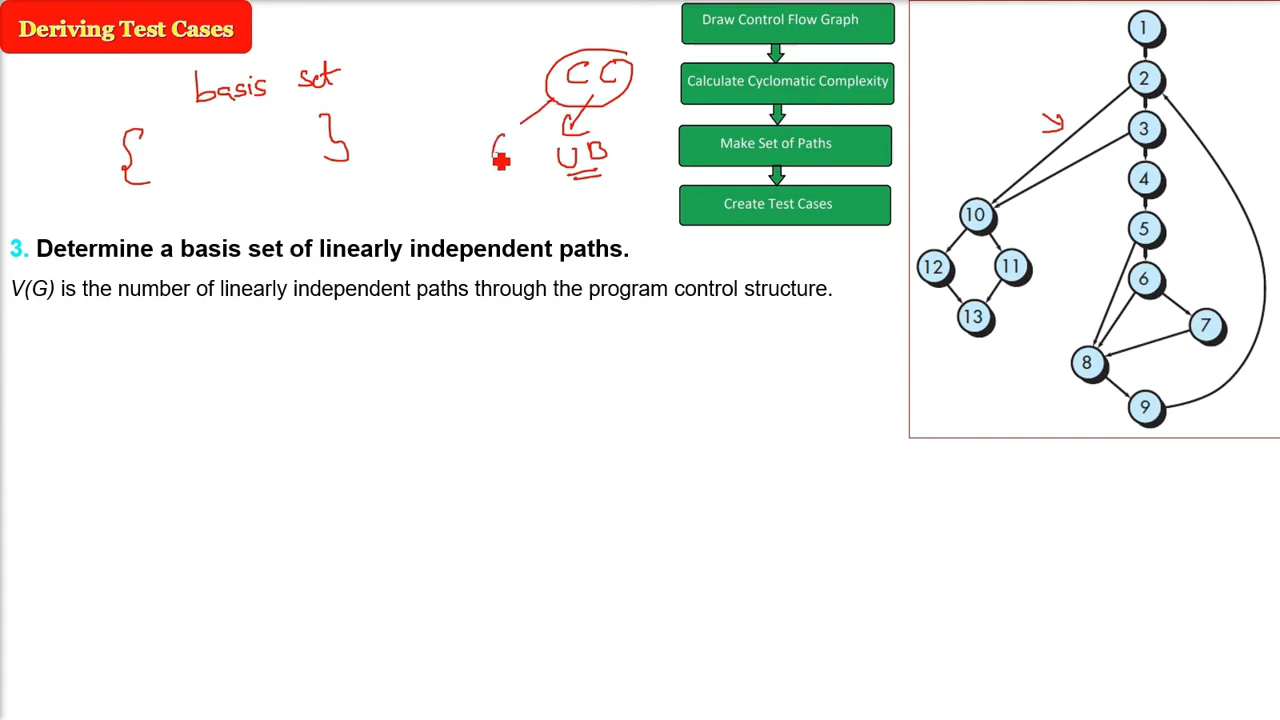 Deriving Test Cases
basis set
{ }
CC
UB
Draw Control Flow Graph
Calculate Cyclomatic Complexity
Make Set of Paths
Create Test Cases
3. Determine a basis set of linearly independent paths.
V(G) is the number of linearly independent paths through the program control structure.
1
2
3
4
5
6
7
8
9
10
12
11
13